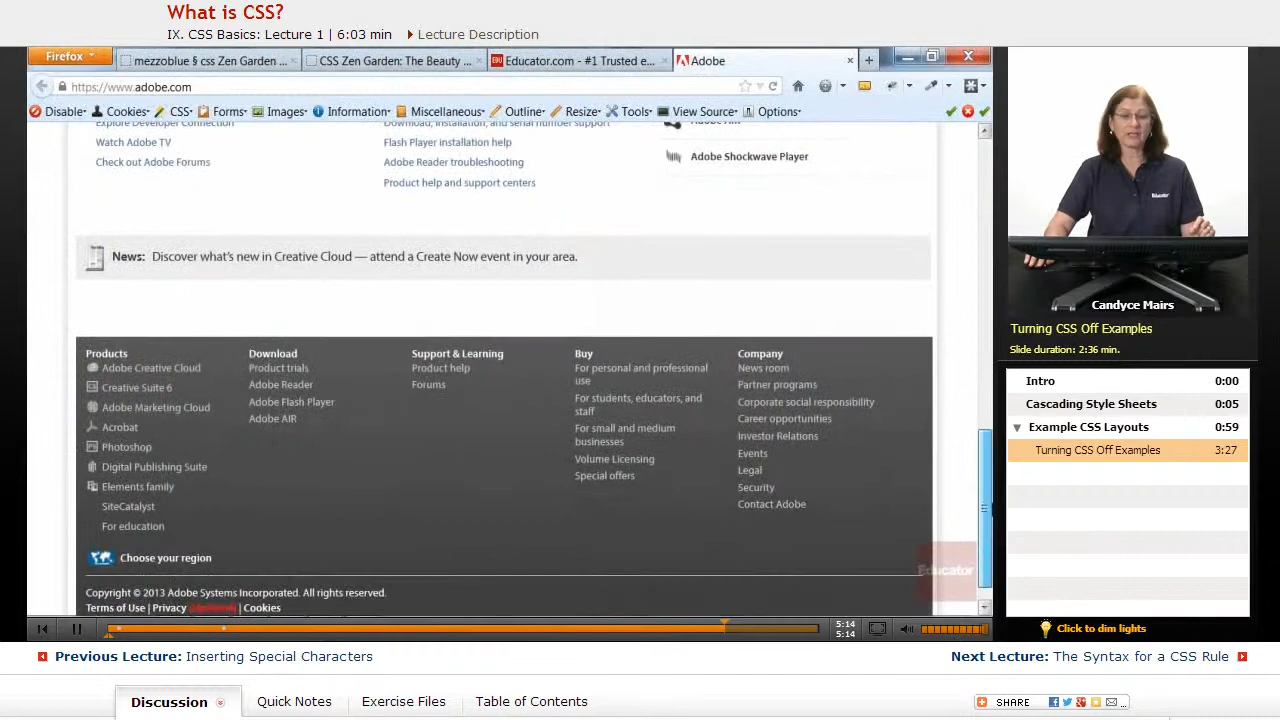 What is CSS?
IX. CSS Basics: Lecture 1 | 6:03 min Lecture Description
Firefox
mezzoblue § css Zen Garden ...
CSS Zen Garden: The Beauty ...
Educator.com - #1 Trusted e...
Adobe
https://www.adobe.com
Disable Cookies CSS Forms Images Information Miscellaneous Outline Resize Tools View Source Options
Explore Developer Connection
Download, installation, and serial number support
Watch Adobe TV
Flash Player installation help
Adobe Shockwave Player
Check out Adobe Forums
Adobe Reader troubleshooting
Product help and support centers
News: Discover what's new in Creative Cloud — attend a Create Now event in your area.
Products
Adobe Creative Cloud
Creative Suite 6
Adobe Marketing Cloud
Acrobat
Photoshop
Digital Publishing Suite
Elements family
SiteCatalyst
For education
Download
Product trials
Adobe Reader
Adobe Flash Player
Adobe AIR
Support & Learning
Product help
Forums
Buy
For personal and professional
use
For students, educators, and
staff
For small and medium
businesses
Volume Licensing
Special offers
Company
News room
Partner programs
Corporate social responsibility
Career opportunities
Investor Relations
Events
Legal
Security
Contact Adobe
Choose your region
Copyright © 2013 Adobe Systems Incorporated. All rights reserved.
Terms of Use | Privacy | Cookies
Educator
5:14
5:14
Educator
Candyce Mairs
Turning CSS Off Examples
Slide duration: 2:36 min.
Intro 0:00
Cascading Style Sheets 0:05
Example CSS Layouts 0:59
Turning CSS Off Examples 3:27
Click to dim lights
Previous Lecture: Inserting Special Characters
Next Lecture: The Syntax for a CSS Rule
Discussion Quick Notes Exercise Files Table of Contents
SHARE